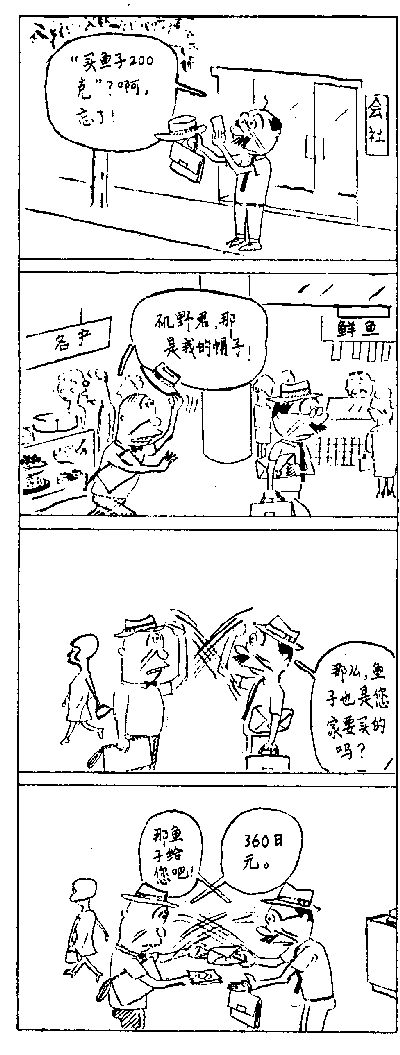 “买鱼子200
克”？啊，
忘了！
会
社
矶野君，那
是我的帽子！
鲜鱼
那么，鱼
子也是您
家要买的
吗？
那鱼
子给
您吧！
360日
元。